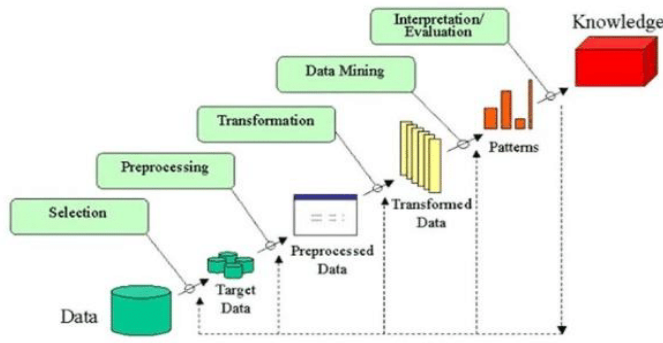 Interpretation/
Evaluation
Knowledge
Data Mining
Transformation
Patterns
Preprocessing
Transformed
Data
Selection
Preprocessed
Data
Target
Data
Data